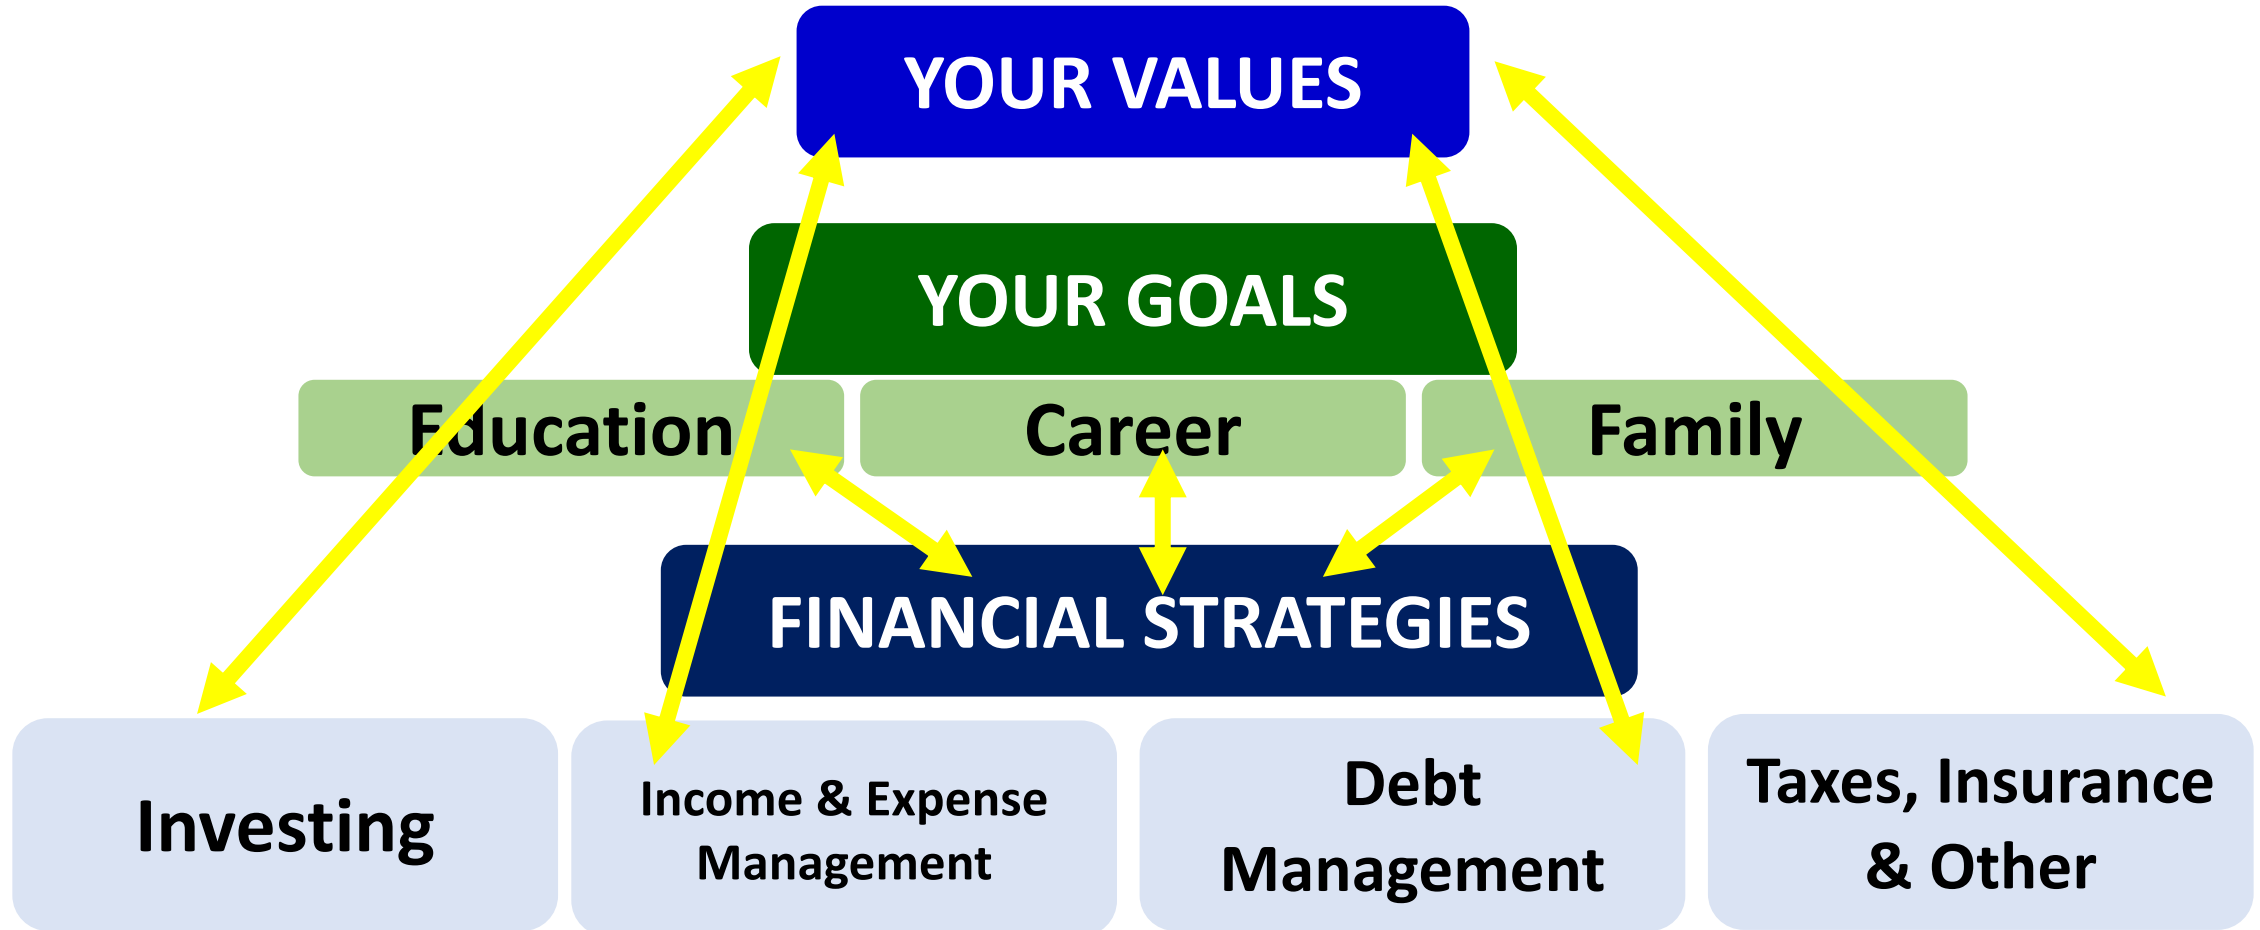 YOUR VALUES
YOUR GOALS
Education
Career
Family
FINANCIAL STRATEGIES
Investing
Income & Expense
Management
Debt
Management
Taxes, Insurance
& Other